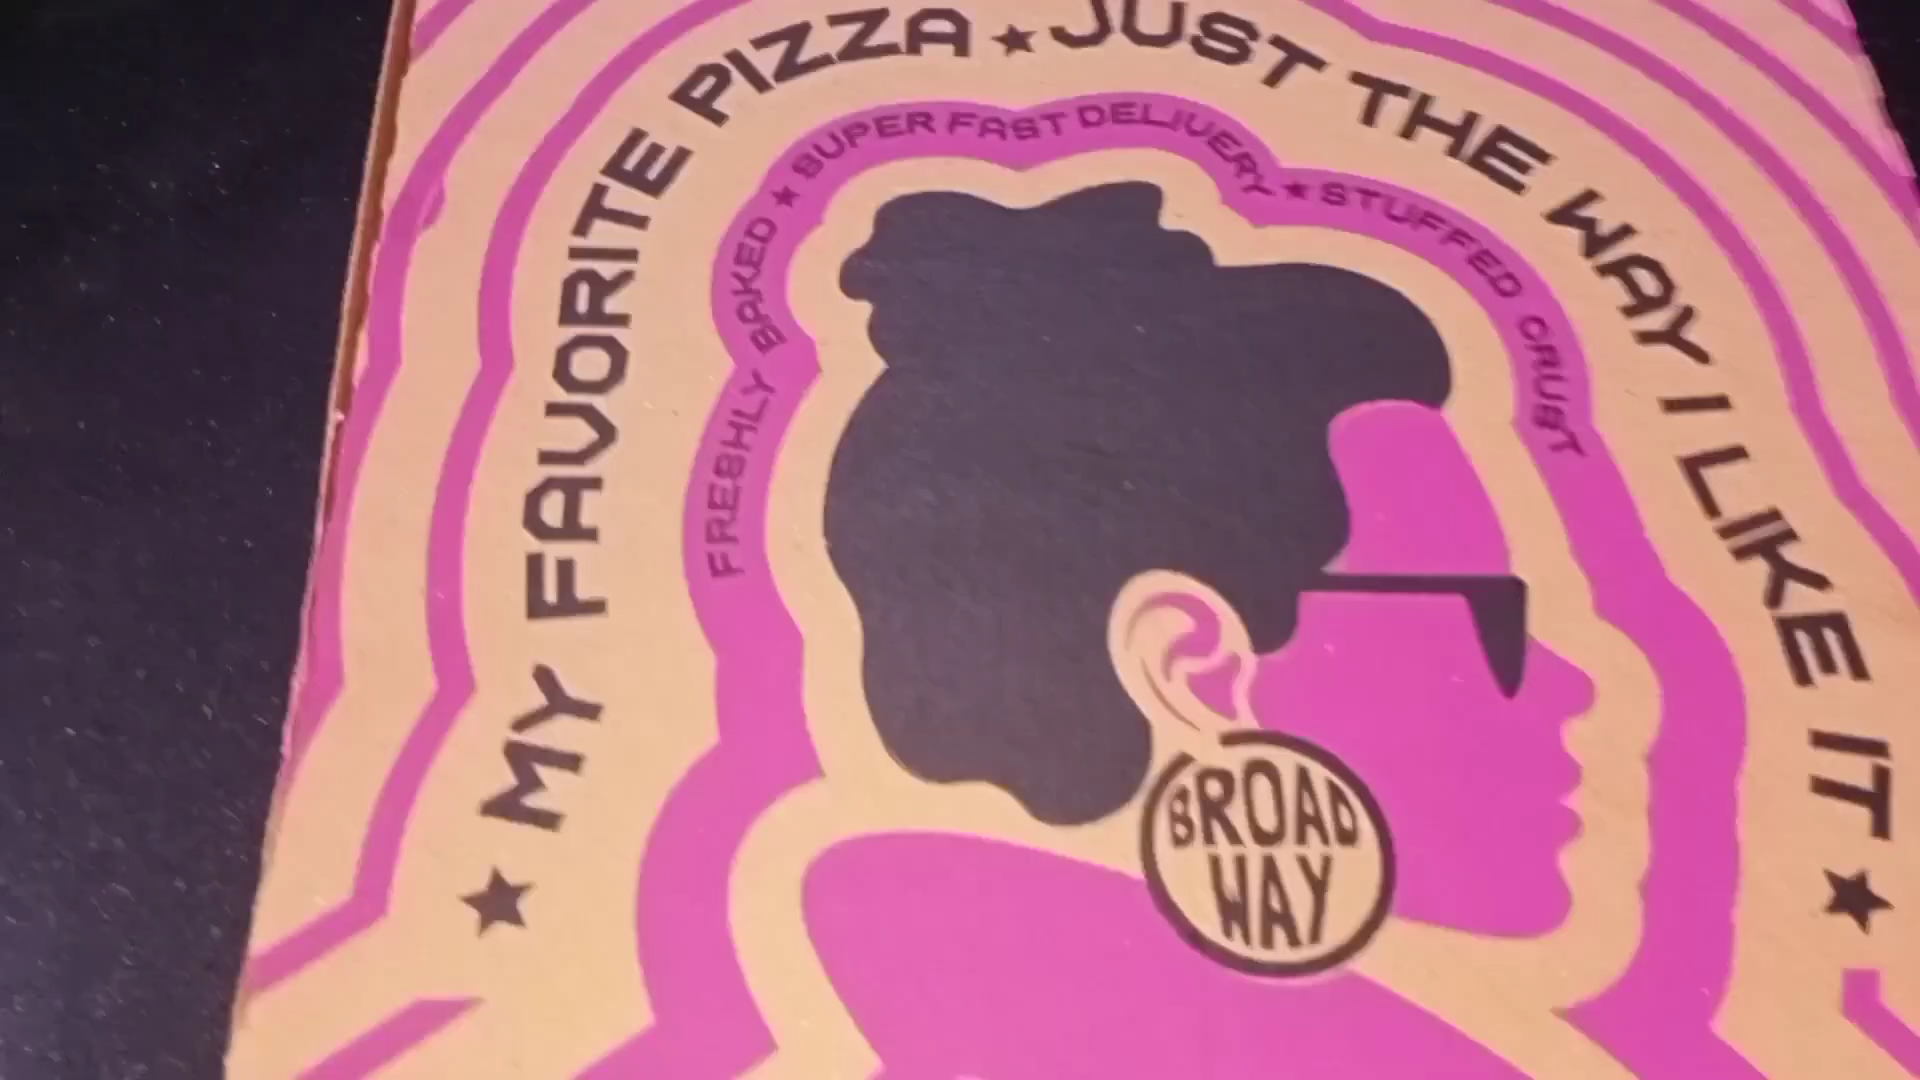 ★ MY FAVORITE PIZZA ★ JUST THE WAY I LIKE IT ★
FRESHLY BAKED ★ SUPER FAST DELIVERY ★ STUFFED CRUST
BROAD
WAY